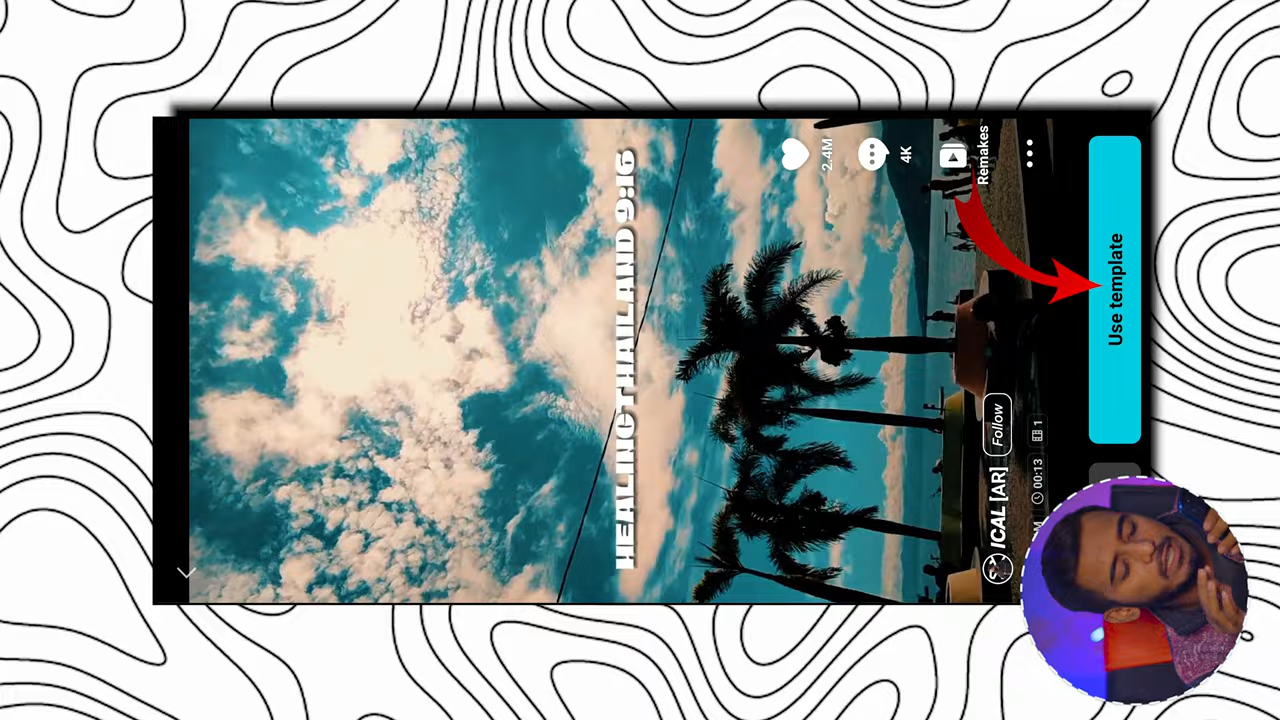 2.4M
4K
Remakes
HEALING THAILAND 9:16
ICAL [AR]
Follow
00:13
1
Use template